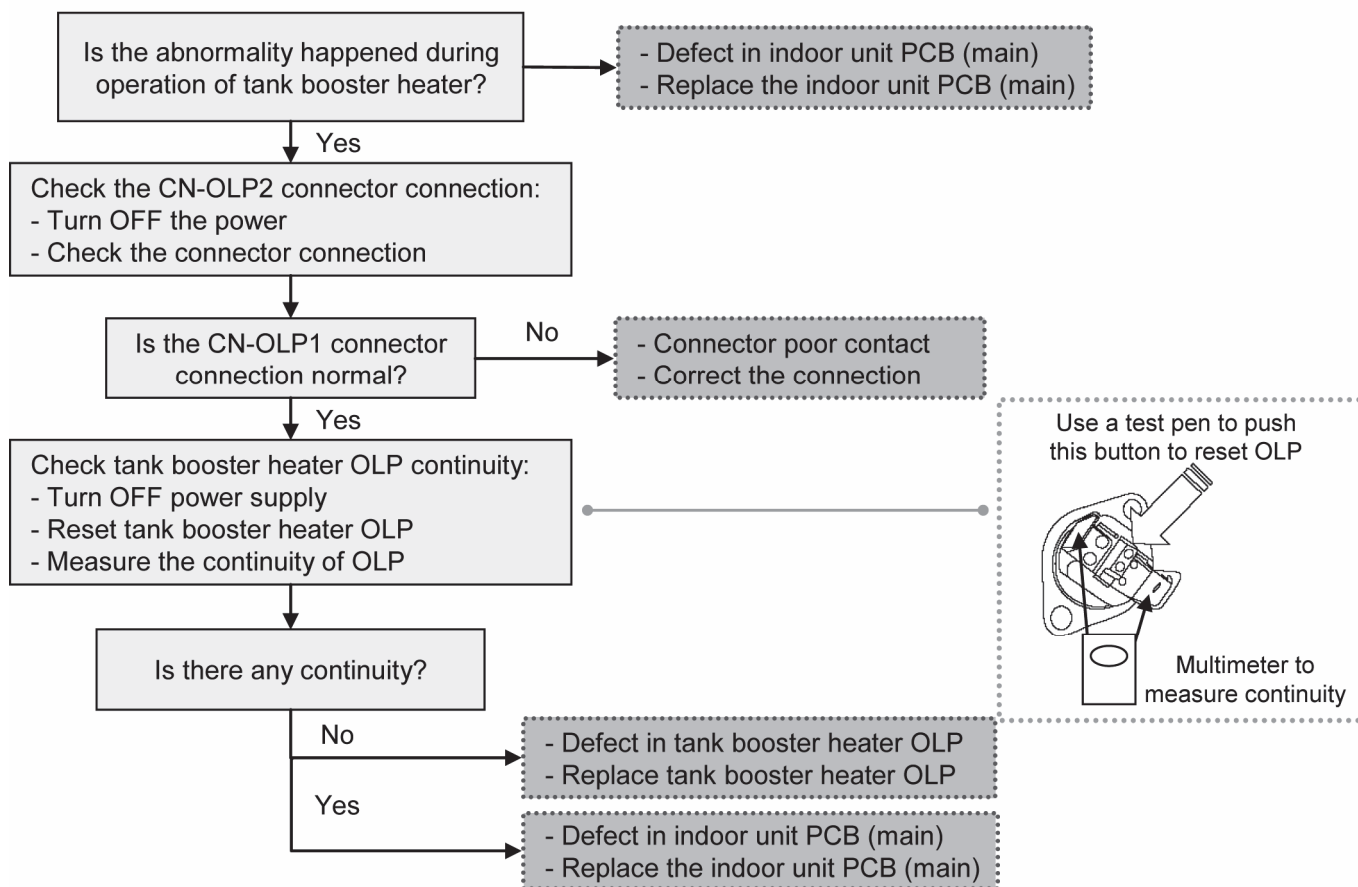 Is the abnormality happened during
operation of tank booster heater?
- Defect in indoor unit PCB (main)
- Replace the indoor unit PCB (main)
Yes
Check the CN-OLP2 connector connection:
- Turn OFF the power
- Check the connector connection
Is the CN-OLP1 connector
connection normal?
No
- Connector poor contact
- Correct the connection
Yes
Check tank booster heater OLP continuity:
- Turn OFF power supply
- Reset tank booster heater OLP
- Measure the continuity of OLP
Use a test pen to push
this button to reset OLP
Multimeter to
measure continuity
Is there any continuity?
No
- Defect in tank booster heater OLP
- Replace tank booster heater OLP
Yes
- Defect in indoor unit PCB (main)
- Replace the indoor unit PCB (main)